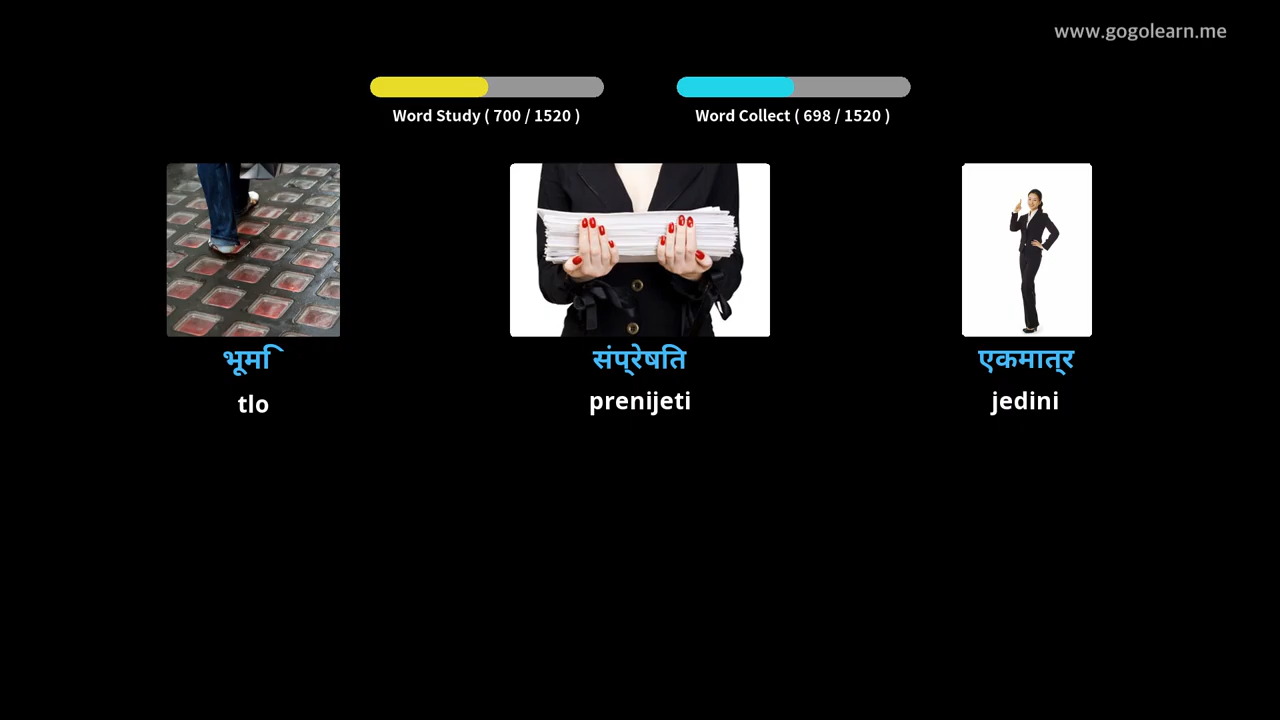 www.gogolearn.me
Word Study ( 700 / 1520 )
Word Collect ( 698 / 1520 )
भूमि
संप्रेषति
एकमात्र
tlo
prenijeti
jedini